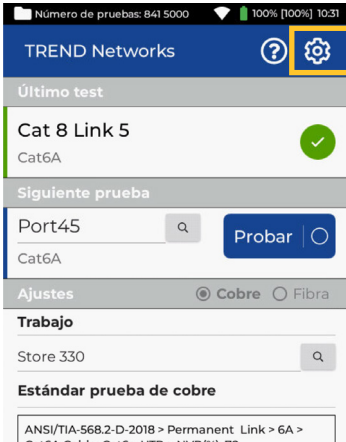 Número de pruebas: 841 5000 100% [100%] 10:31
TREND Networks
Último test
Cat 8 Link 5
Cat6A
Siguiente prueba
Port45
Probar
Cat6A
Ajustes Cobre Fibra
Trabajo
Store 330
Estándar prueba de cobre
ANSI/TIA-568.2-D-2018 > Permanent Link > 6A >